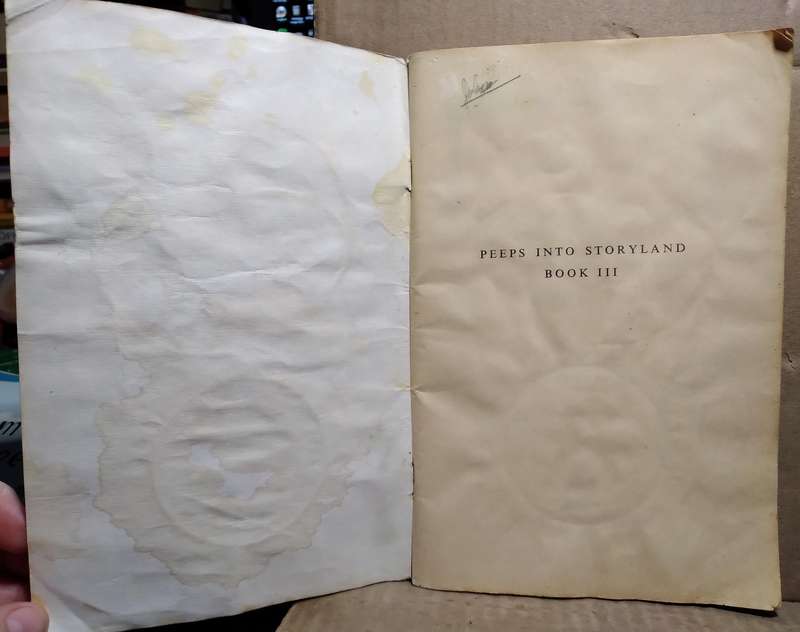 PEEPS INTO STORYLAND
BOOK III